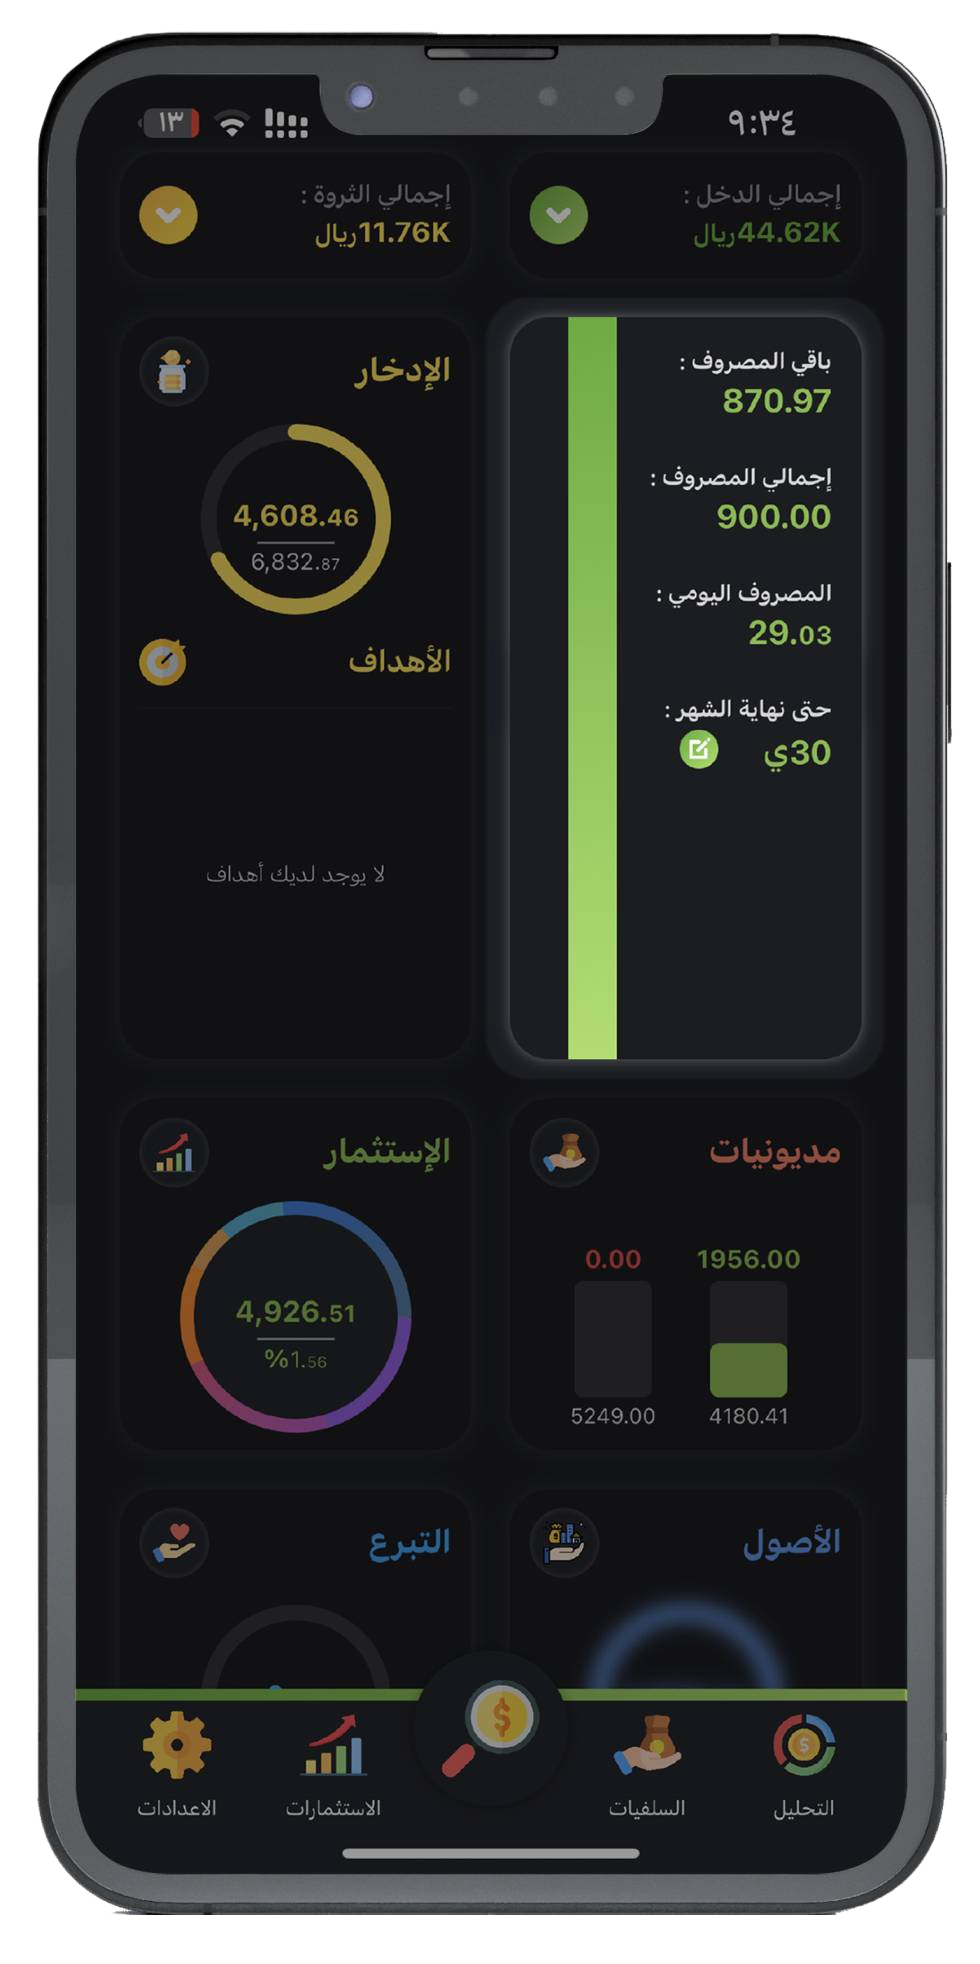 ٩:٣٤
١٣
إجمالي الدخل :
44.62Kريال
إجمالي الثروة :
11.76Kريال
باقي المصروف :
870.97
إجمالي المصروف :
900.00
المصروف اليومي :
29.03
حتى نهاية الشهر :
30ي
الإدخار
4,608.46
6,832.87
الأهداف
لا يوجد لديك أهداف
مديونيات
1956.00
0.00
4180.41
5249.00
الإستثمار
4,926.51
%1.56
الأصول
التبرع
التحليل
السلفيات
الاستثمارات
الاعدادات